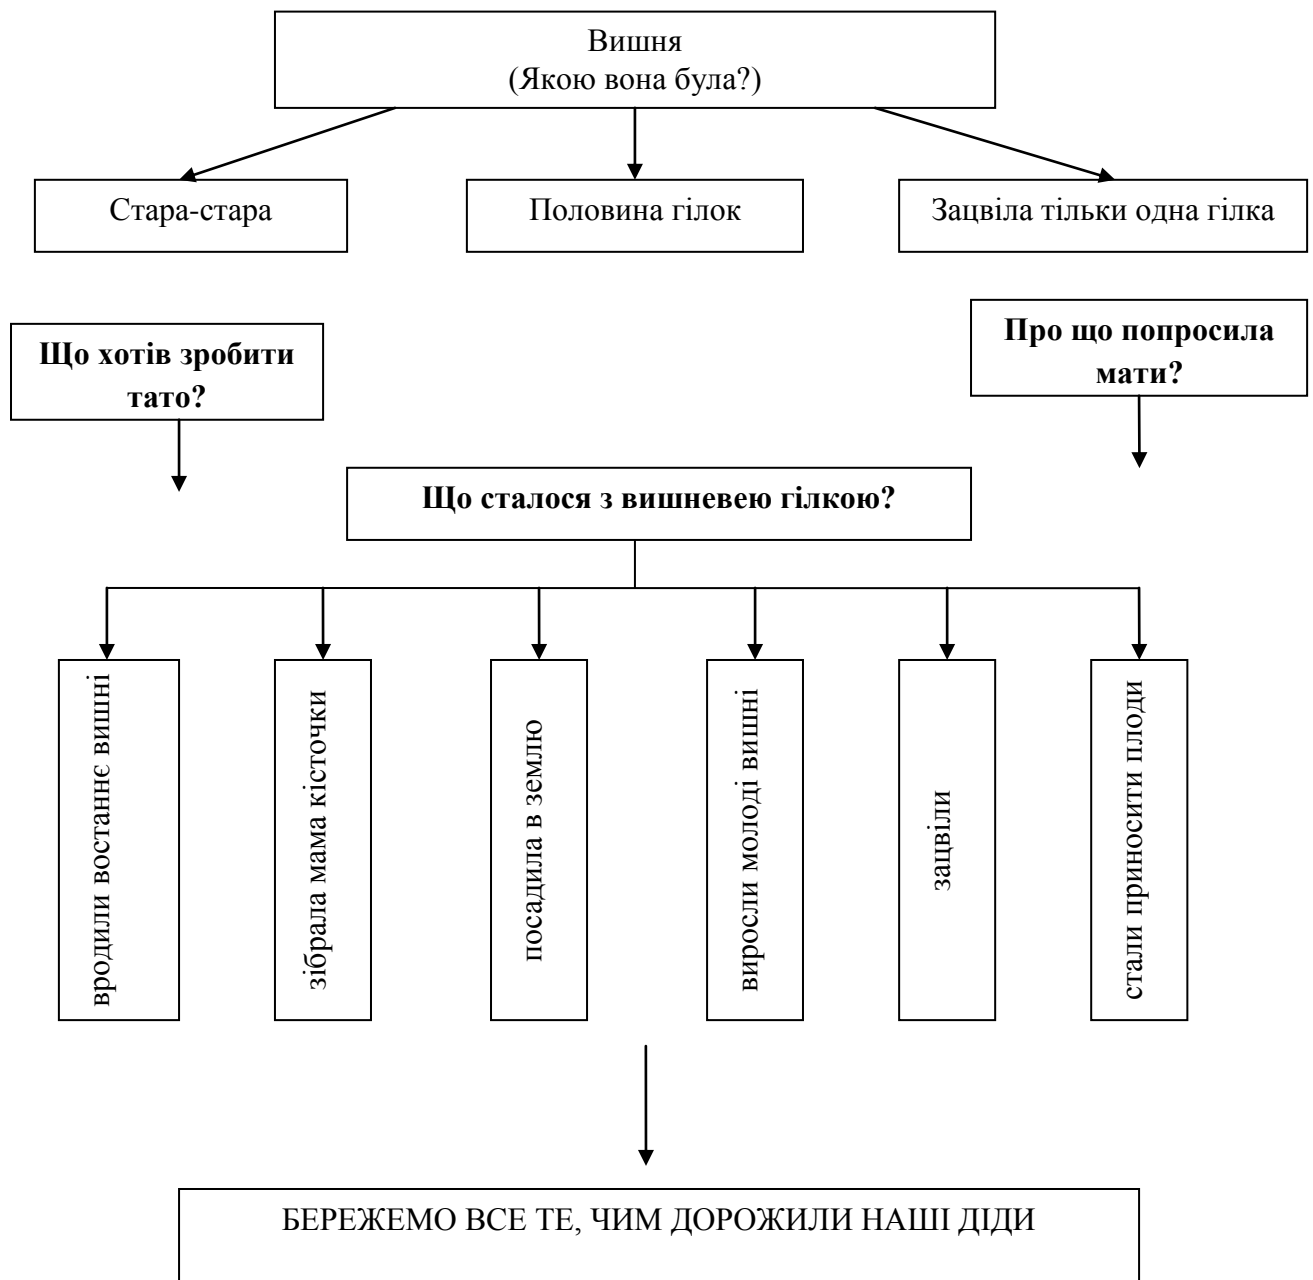 Вишня
(Якою вона була?)
Стара-стара
Половина гілок
Зацвіла тільки одна гілка
Що хотів зробити
тато?
Про що попросила
мати?
Що сталося з вишневею гілкою?
вродили востаннє вишні
зібрала мама кісточки
посадила в землю
виросли молоді вишні
зацвіли
стали приносити плоди
БЕРЕЖЕМО ВСЕ ТЕ, ЧИМ ДОРОЖИЛИ НАШІ ДІДИ